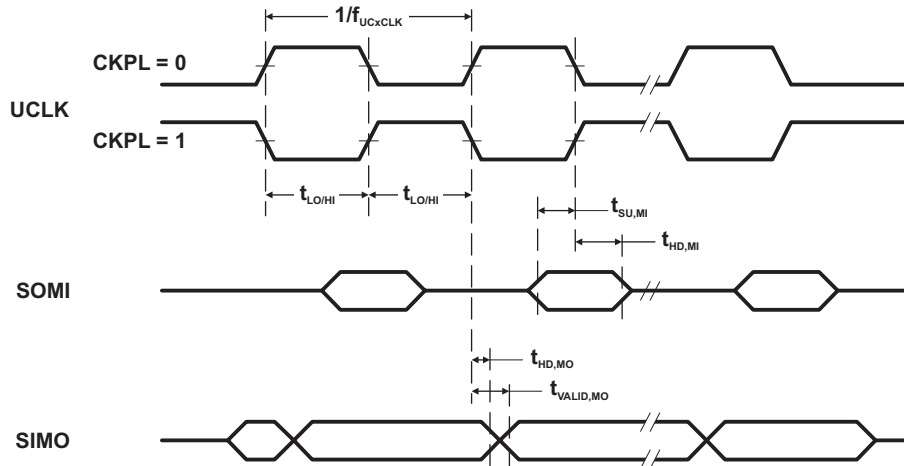 1/fUCxCLK
CKPL = 0
UCLK
CKPL = 1
tLO/HI tLO/HI
tSU,MI
tHD,MI
SOMI
tHD,MO
tVALID,MO
SIMO